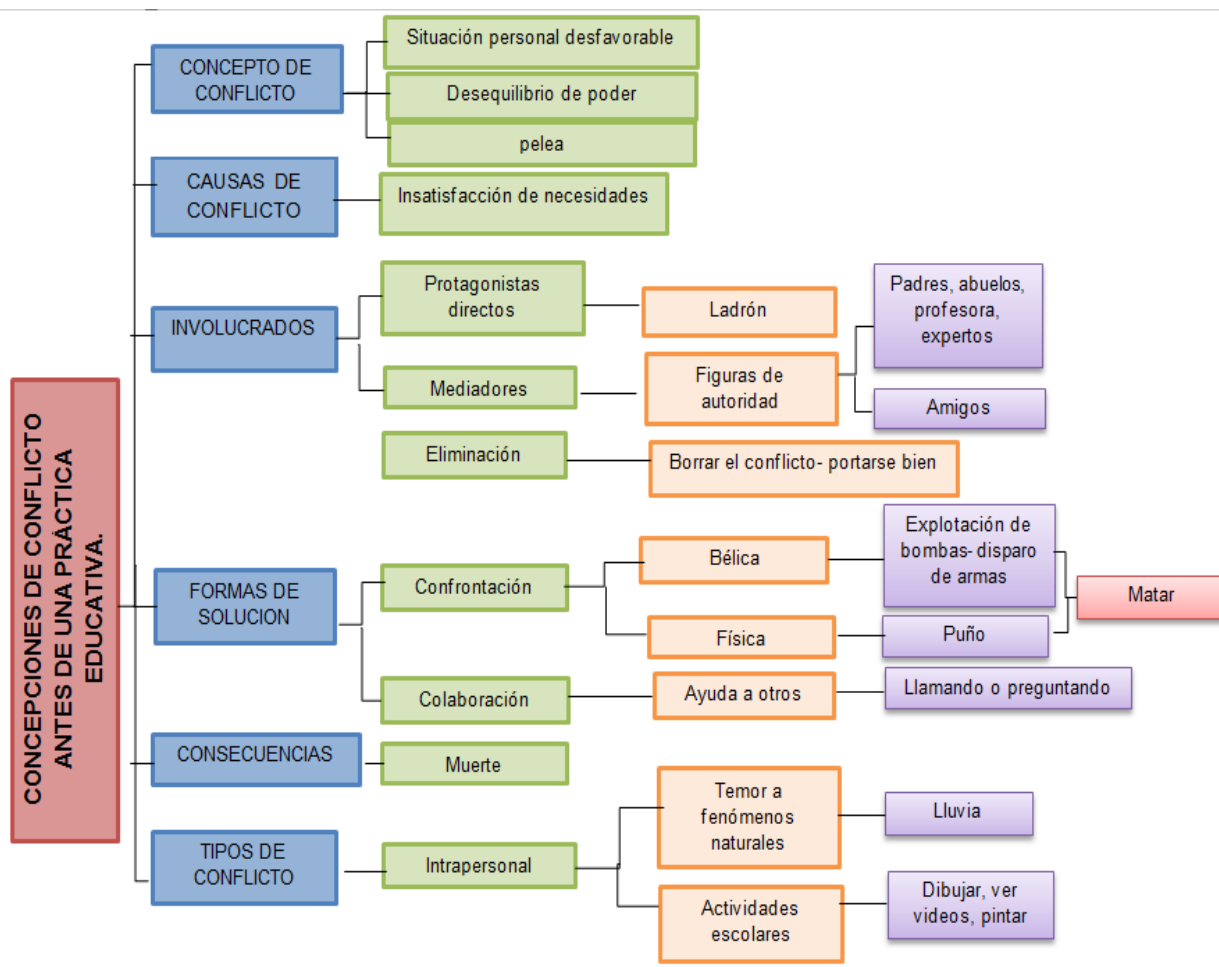 CONCEPCIONES DE CONFLICTO
ANTES DE UNA PRÁCTICA
EDUCATIVA.
CONCEPTO DE
CONFLICTO
Situación personal desfavorable
Desequilibrio de poder
pelea
CAUSAS DE
CONFLICTO
Insatisfacción de necesidades
INVOLUCRADOS
Protagonistas
directos
Ladrón
Mediadores
Figuras de
autoridad
Padres, abuelos,
profesora,
expertos
Amigos
Eliminación
Borrar el conflicto- portarse bien
FORMAS DE
SOLUCION
Confrontación
Bélica
Explotación de
bombas- disparo
de armas
Física
Puño
Matar
Colaboración
Ayuda a otros
Llamando o preguntando
CONSECUENCIAS
Muerte
TIPOS DE
CONFLICTO
Intrapersonal
Temor a
fenómenos
naturales
Lluvia
Actividades
escolares
Dibujar, ver
videos, pintar